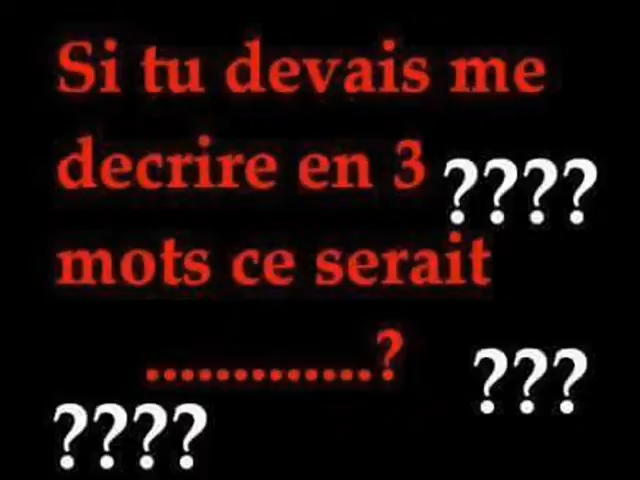 Si tu devais me
decrire en 3 ????
mots ce serait
.............? ???
????